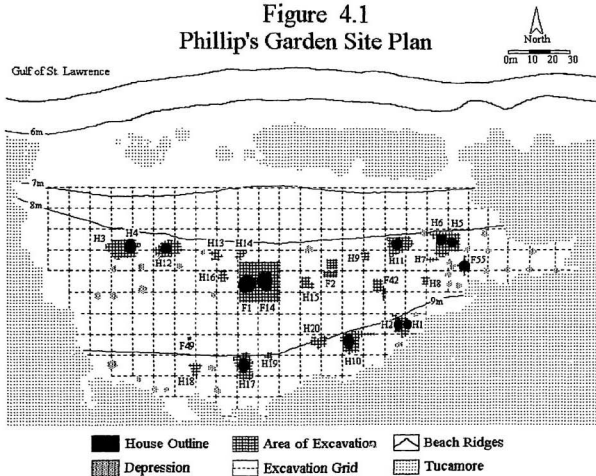 Figure 4.1
Phillip's Garden Site Plan
North
0m 10 20 30
Gulf of St. Lawrence
6m
7m
8m
H3 H4
H12
H13 H14
H16
F1 F14
H15
F2
H9
H11
F42
H6 H5
H7
H8
F55
9m
H2 H1
H20
H10
F49
H18
H17
H19
House Outline
Area of Excavation
Beach Ridges
Depression
Excavation Grid
Tucamore